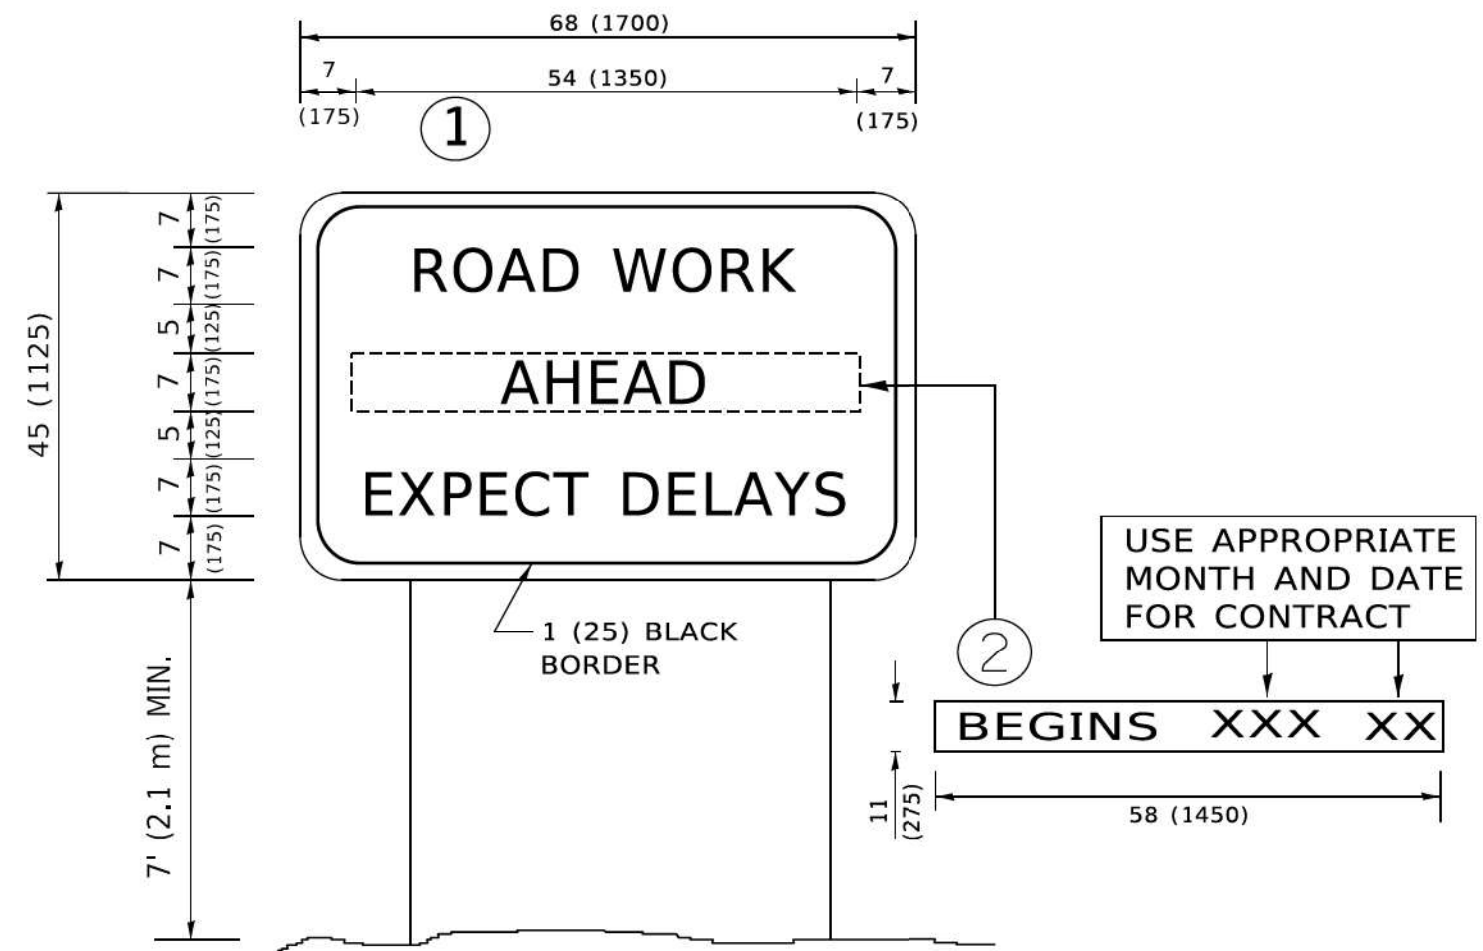 68 (1700)
7
54 (1350)
7
(175)
(175)
1
45 (1125)
7 (175)
7 (175)
5 (125)
7 (175)
5 (125)
7 (175)
7 (175)
ROAD WORK
AHEAD
EXPECT DELAYS
1 (25) BLACK
BORDER
7' (2.1 m) MIN.
2
USE APPROPRIATE
MONTH AND DATE
FOR CONTRACT
BEGINS XXX XX
11
(275)
58 (1450)